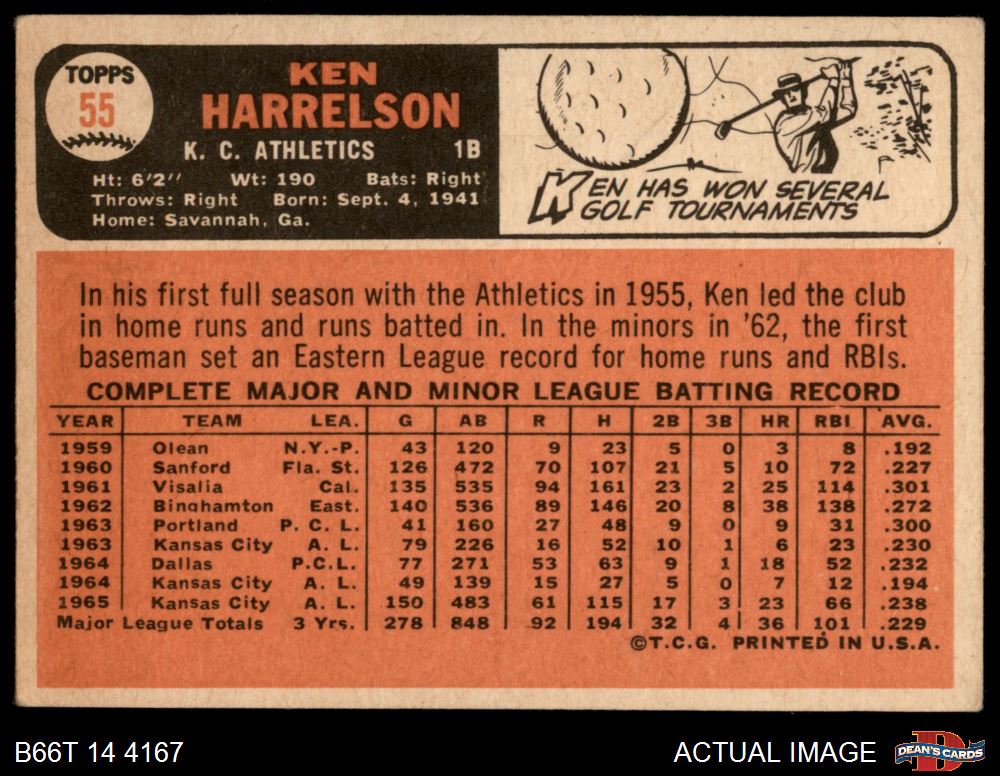 TOPPS
55
KEN
HARRELSON
K. C. ATHLETICS 1B
Ht: 6'2" Wt: 190 Bats: Right
Throws: Right Born: Sept. 4, 1941
Home: Savannah, Ga.
KEN HAS WON SEVERAL
GOLF TOURNAMENTS
In his first full season with the Athletics in 1955, Ken led the club
in home runs and runs batted in. In the minors in '62, the first
baseman set an Eastern League record for home runs and RBIs.
COMPLETE MAJOR AND MINOR LEAGUE BATTING RECORD
YEAR TEAM LEA. G AB R H 2B 3B HR RBI AVG.
1959 Olean N.Y.-P. 43 120 9 23 5 0 3 8 .192
1960 Sanford Fla. St. 126 472 70 107 21 5 10 72 .227
1961 Visalia Cal. 135 535 94 161 23 2 25 114 .301
1962 Binghamton East. 140 536 89 146 20 8 38 138 .272
1963 Portland P. C. L. 41 160 27 48 9 0 9 31 .300
1963 Kansas City A. L. 79 226 16 52 10 1 6 23 .230
1964 Dallas P.C.L. 77 271 53 63 9 1 18 52 .232
1964 Kansas City A. L. 49 139 15 27 5 0 7 12 .194
1965 Kansas City A. L. 150 483 61 115 17 3 23 66 .238
Major League Totals 3 Yrs. 278 848 92 194 32 4 36 101 .229
©T.C.G. PRINTED IN U.S.A.
B66T 14 4167 ACTUAL IMAGE DEAN'S CARDS